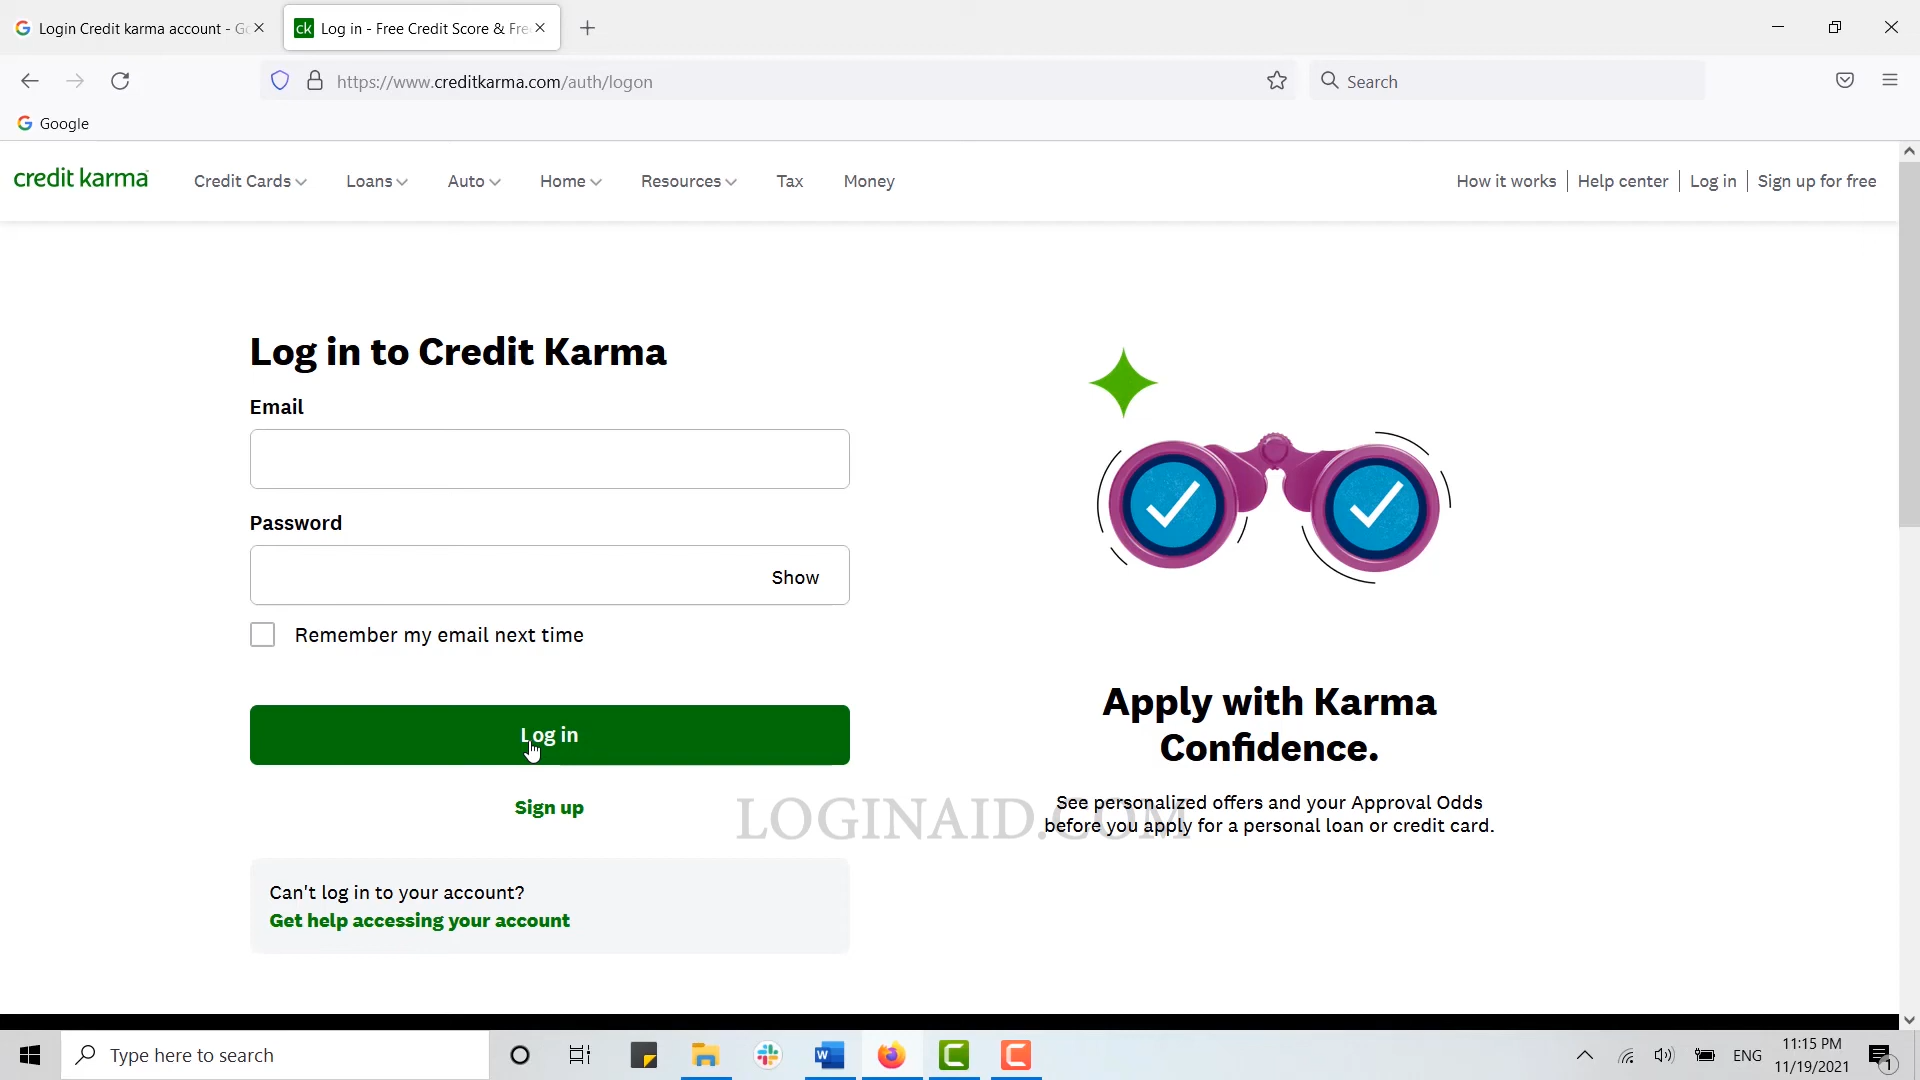 Login Credit karma account - Go
ck Log in - Free Credit Score & Fre
https://www.creditkarma.com/auth/logon
Search
Google
credit karma
Credit Cards Loans Auto Home Resources Tax Money
How it works Help center Log in Sign up for free
Log in to Credit Karma
Email
Password
Show
Remember my email next time
Log in
Sign up
Can't log in to your account?
Get help accessing your account
Apply with Karma
Confidence.
See personalized offers and your Approval Odds
before you apply for a personal loan or credit card.
LOGINAID.COM
Type here to search
ENG
11:15 PM
11/19/2021
1